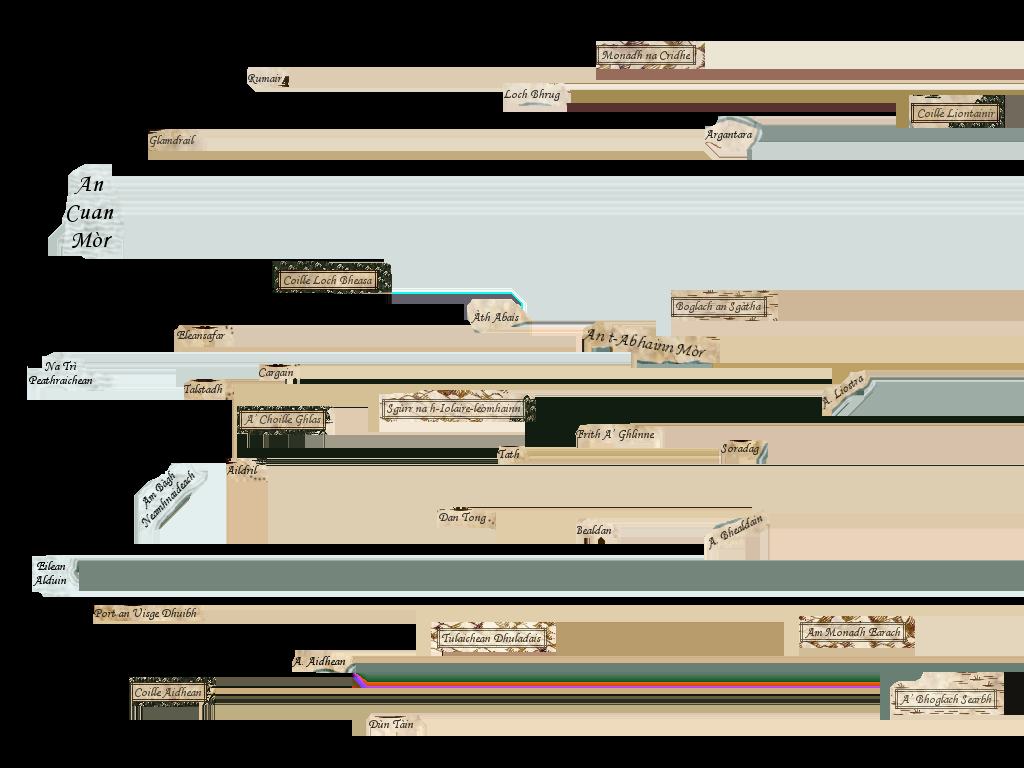 Monadh na Cridhe
Rumair
Loch Bhrug
Coille Liontainir
Argantara
Glamdrail
An
Cuan
Mòr
Coille Loch Bheasa
Boglach an Sgàtha
Àth Abais
Eleansafar
An t-Abhainn Mòr
Na Trì
Peathraichean
Cargain
Talstadh
A. Liostra
Sgùrr na h-Iolaire-leòmhainn
A' Choille Ghlas
Frith A' Ghlinne
Soradag
Tath
Aildril
Am Bàgh
Neamhnaideach
Dan Tong
Bealdan
A. Bhealdain
Eilean
Alduin
Port an Uisge Dhuibh
Tulaichean Dhuladais
Am Monadh Earach
A. Aidhean
Coille Aidhean
A' Bhoglach Searbh
Dùn Tàin